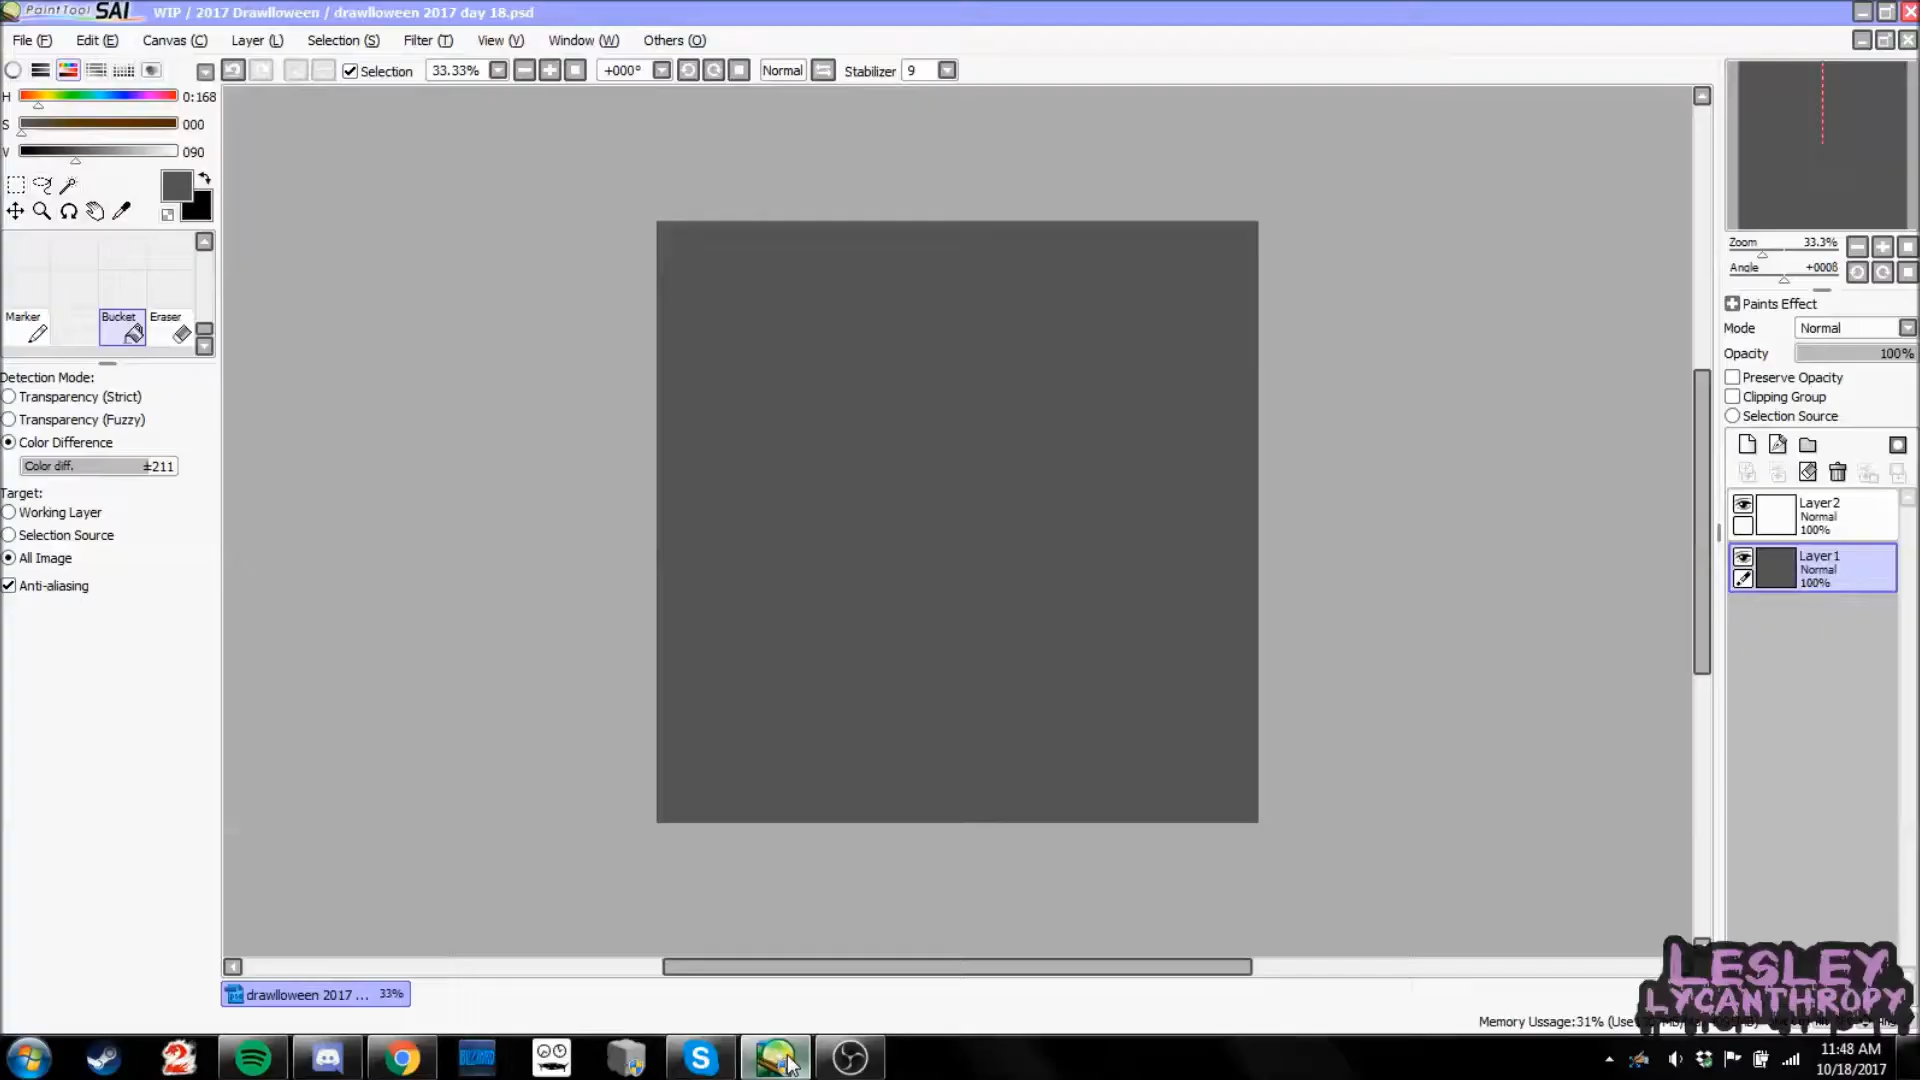 PaintTool SAI WIP / 2017 Drawlloween / drawlloween 2017 day 18.psd
File (F) Edit (E) Canvas (C) Layer (L) Selection (S) Filter (T) View (V) Window (W) Others (O)
Selection 33.33% +000° Normal Stabilizer 9
H 0:168
S 000
V 090
Marker Bucket Eraser
Detection Mode:
Transparency (Strict)
Transparency (Fuzzy)
Color Difference
Color diff. ±211
Target:
Working Layer
Selection Source
All Image
Anti-aliasing
Zoom 33.3%
Angle +000ß
Paints Effect
Mode Normal
Opacity 100%
Preserve Opacity
Clipping Group
Selection Source
Layer2
Normal
100%
Layer1
Normal
100%
drawlloween 2017 ... 33%
LESLEY
LYCANTHROPY
Memory Ussage:31%
BLIZZARD
11:48 AM
10/18/2017